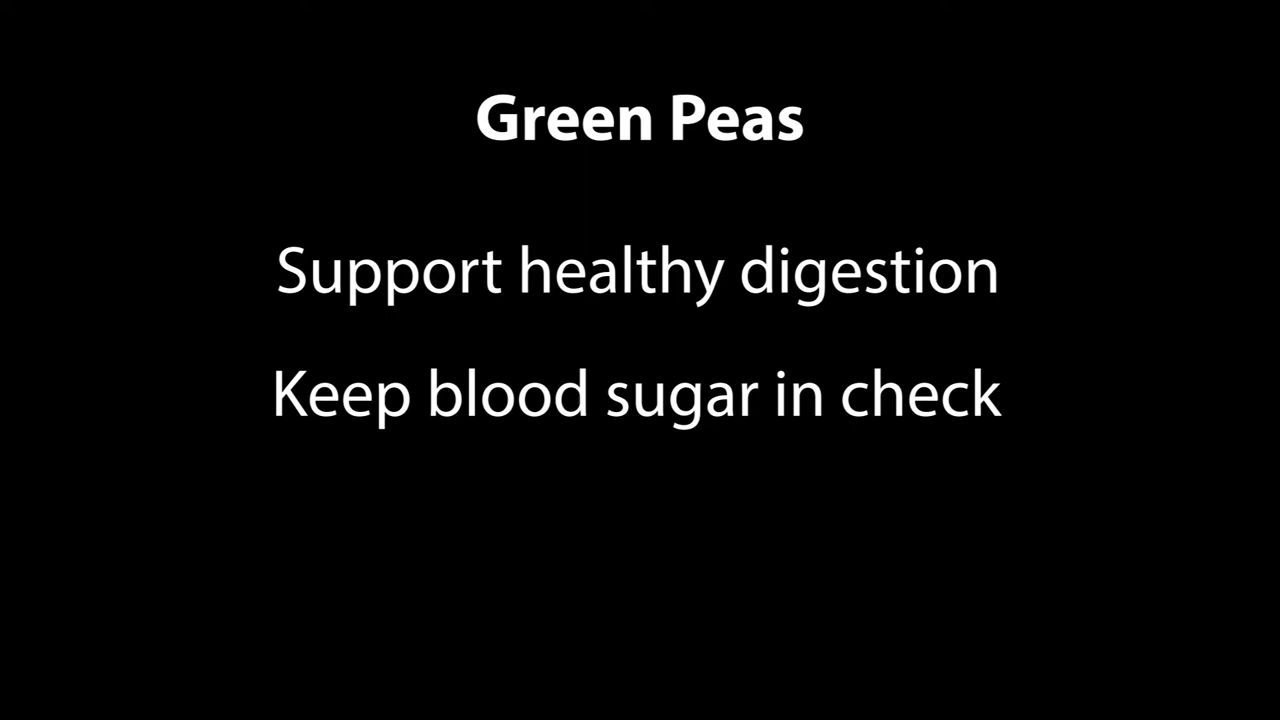 Green Peas
Support healthy digestion
Keep blood sugar in check